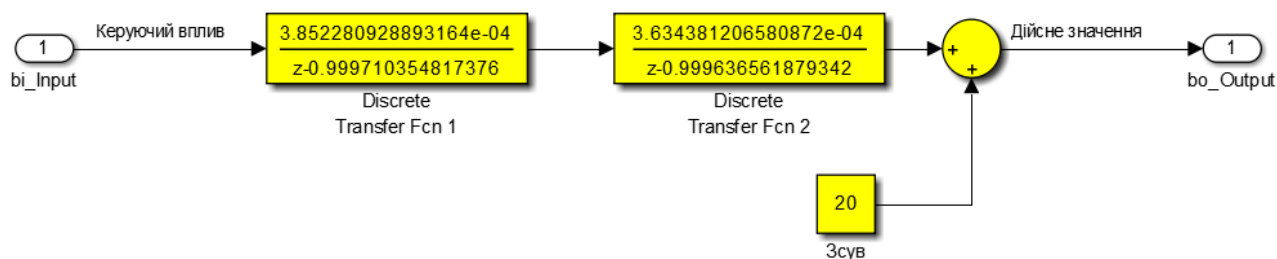 Керуючий вплив
Дійсне значення
1
bi_Input
3.852280928893164e-04
z-0.999710354817376
Discrete
Transfer Fcn 1
3.634381206580872e-04
z-0.999636561879342
Discrete
Transfer Fcn 2
+
+
1
bo_Output
20
Зсув